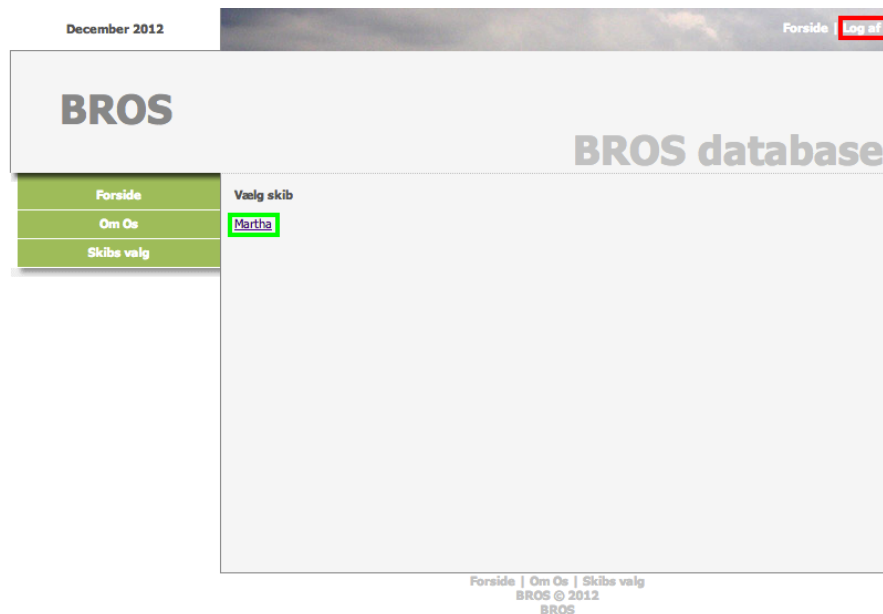 December 2012
Forside | Log af
BROS
BROS database
Forside
Om Os
Skibs valg
Vælg skib
Martha
Forside | Om Os | Skibs valg
BROS © 2012
BROS